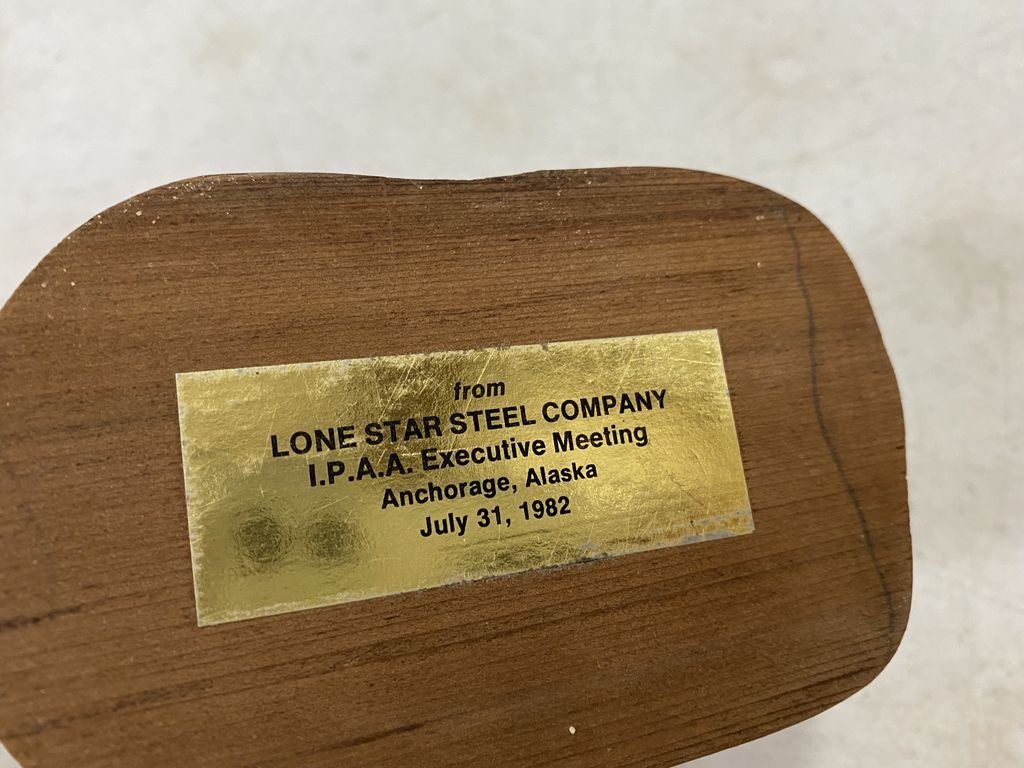 from
LONE STAR STEEL COMPANY
I.P.A.A. Executive Meeting
Anchorage, Alaska
July 31, 1982